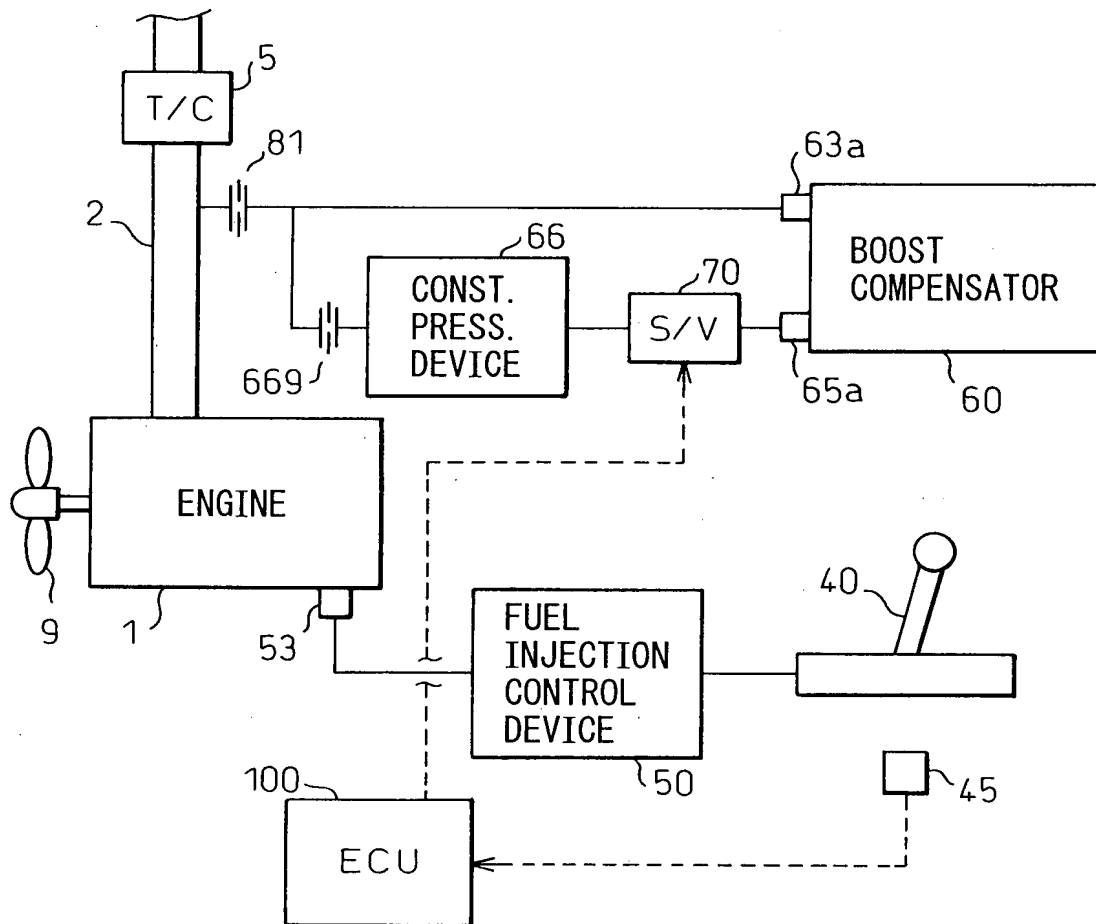 5
T/C
81
63a
2
66
70
BOOST
COMPENSATOR
CONST.
PRESS.
DEVICE
S/V
669
65a
60
ENGINE
40
9
1
53
FUEL
INJECTION
CONTROL
DEVICE
100
50
45
ECU